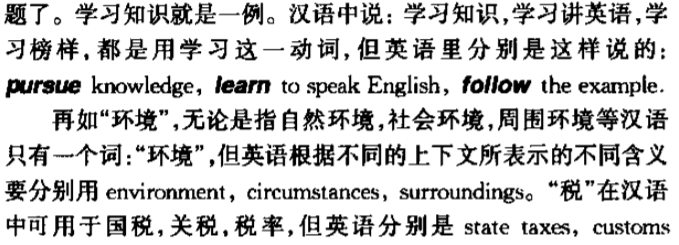 题了。学习知识就是一例。汉语中说：学习知识，学习讲英语，学
习榜样，都是用学习这一动词，但英语里分别是这样说的：
pursue knowledge, learn to speak English, follow the example.
再如“环境”，无论是指自然环境，社会环境，周围环境等汉语
只有一个词：“环境”，但英语根据不同的上下文所表示的不同含义
要分别用 environment, circumstances, surroundings。“税”在汉语
中可用于国税，关税，税率，但英语分别是 state taxes, customs